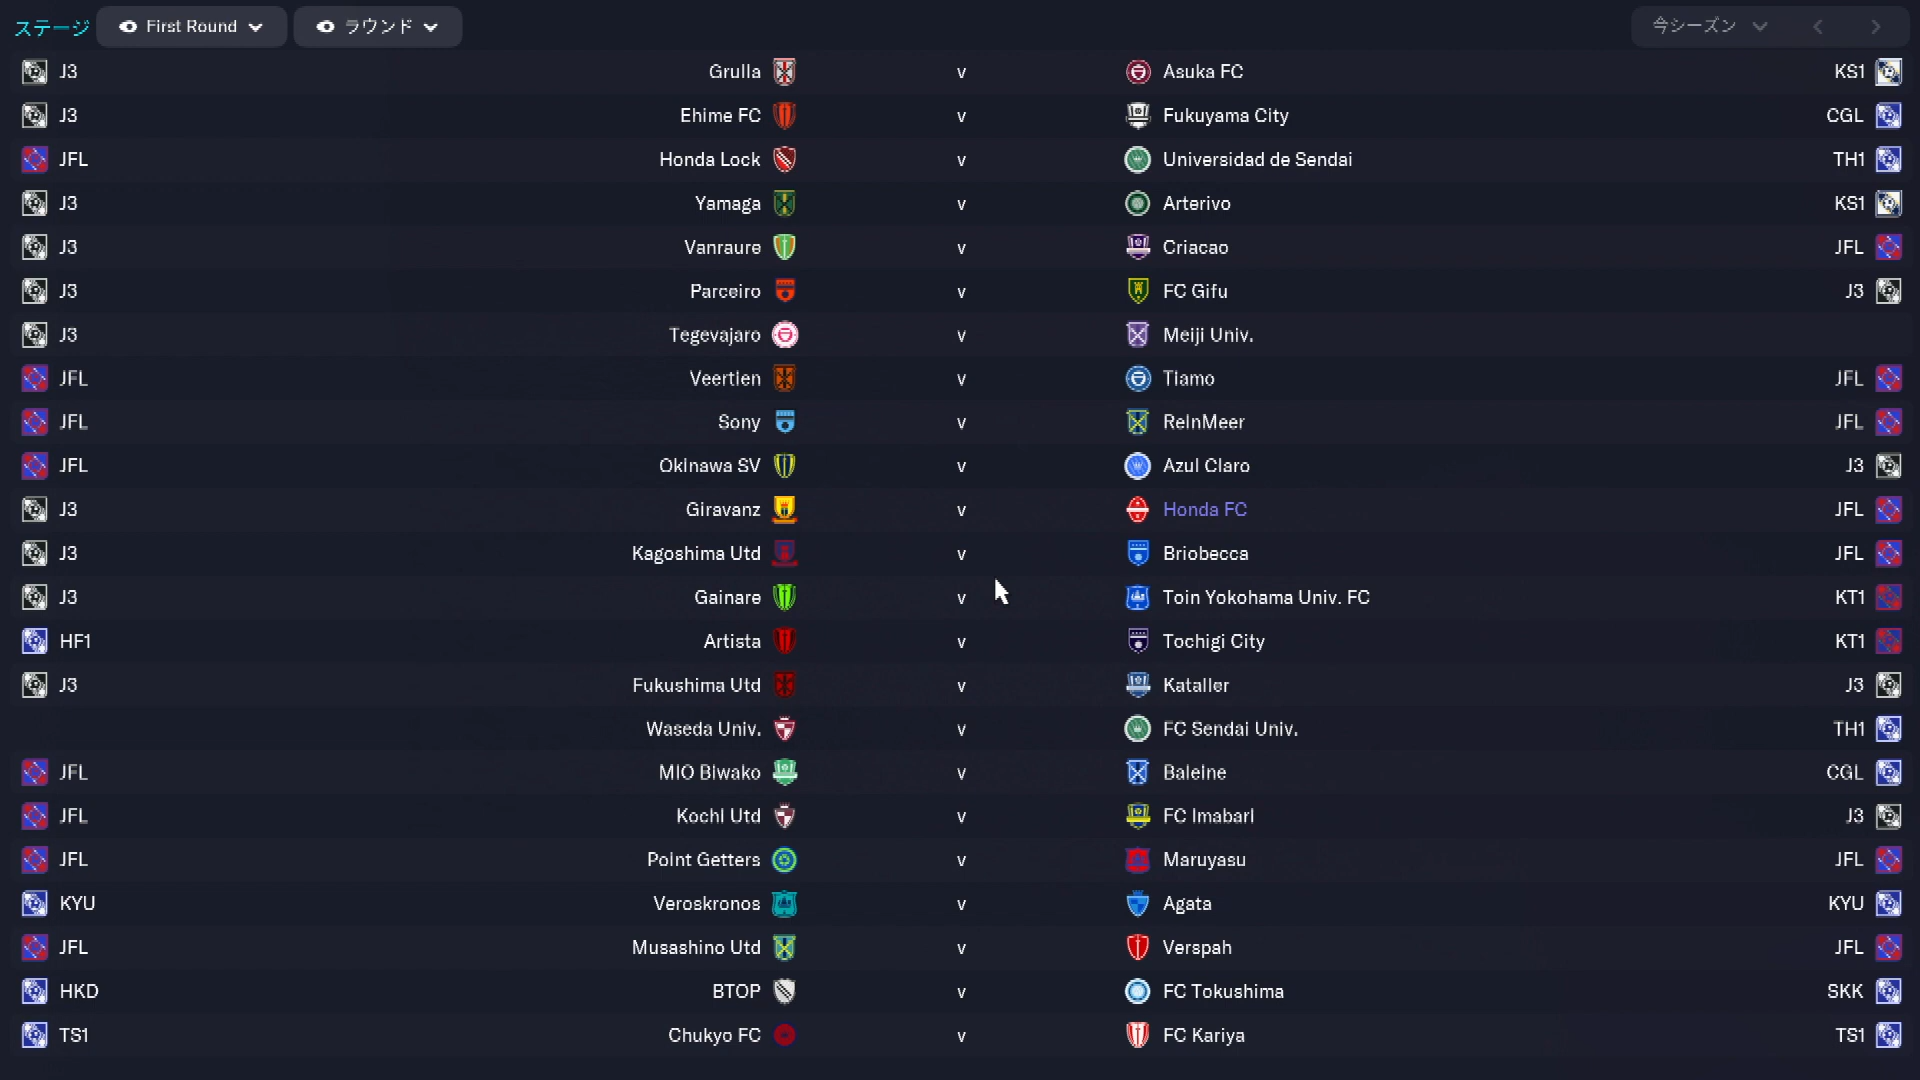 ステージ First Round ラウンド 今シーズン
J3 Grulla v Asuka FC KS1
J3 Ehime FC v Fukuyama City CGL
JFL Honda Lock v Universidad de Sendai TH1
J3 Yamaga v Arterivo KS1
J3 Vanraure v Criacao JFL
J3 Parceiro v FC Gifu J3
J3 Tegevajaro v Meiji Univ.
JFL Veertien v Tiamo JFL
JFL Sony v ReinMeer JFL
JFL Okinawa SV v Azul Claro J3
J3 Giravanz v Honda FC JFL
J3 Kagoshima Utd v Briobecca JFL
J3 Gainare v Toin Yokohama Univ. FC KT1
HF1 Artista v Tochigi City KT1
J3 Fukushima Utd v Kataller J3
Waseda Univ. v FC Sendai Univ. TH1
JFL MIO Biwako v Baleine CGL
JFL Kochi Utd v FC Imabari J3
JFL Point Getters v Maruyasu JFL
KYU Veroskronos v Agata KYU
JFL Musashino Utd v Verspah JFL
HKD BTOP v FC Tokushima SKK
TS1 Chukyo FC v FC Kariya TS1